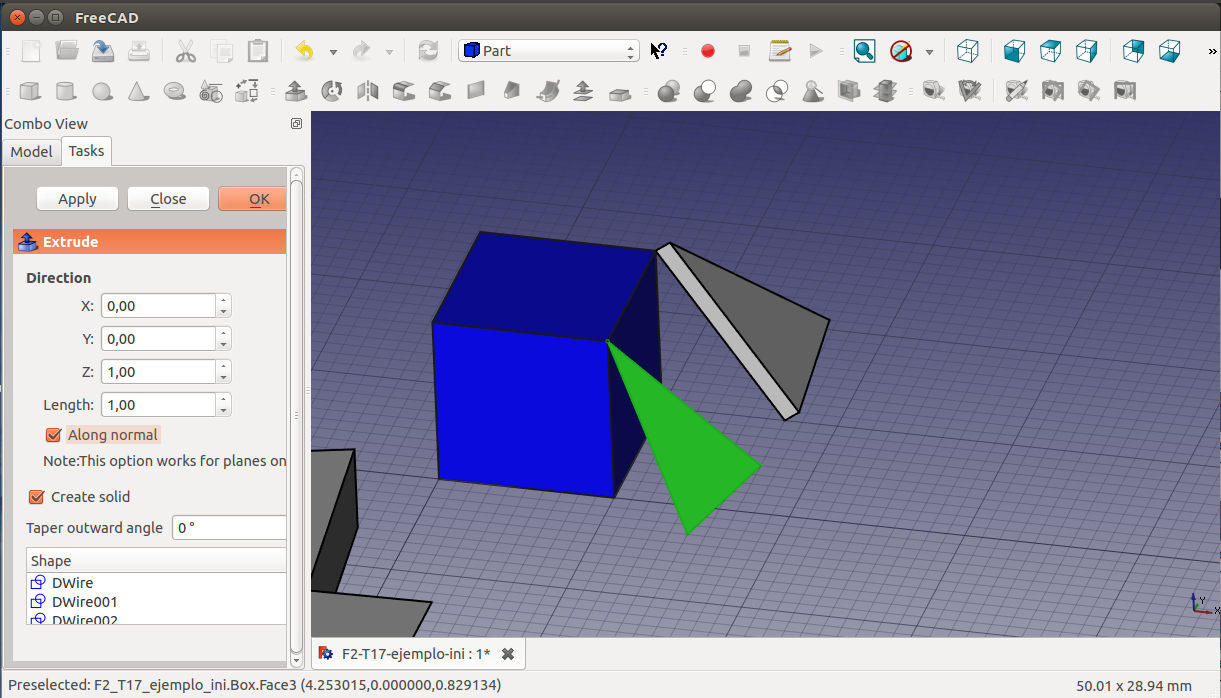 FreeCAD
Part
Combo View
Model Tasks
Apply Close OK
Extrude
Direction
X: 0,00
Y: 0,00
Z: 1,00
Length: 1,00
Along normal
Note:This option works for planes on
Create solid
Taper outward angle 0 °
Shape
DWire
DWire001
DWire002
Y
X
F2-T17-ejemplo-ini : 1*
Preselected: F2_T17_ejemplo_ini.Box.Face3 (4.253015,0.000000,0.829134) 50.01 x 28.94 mm